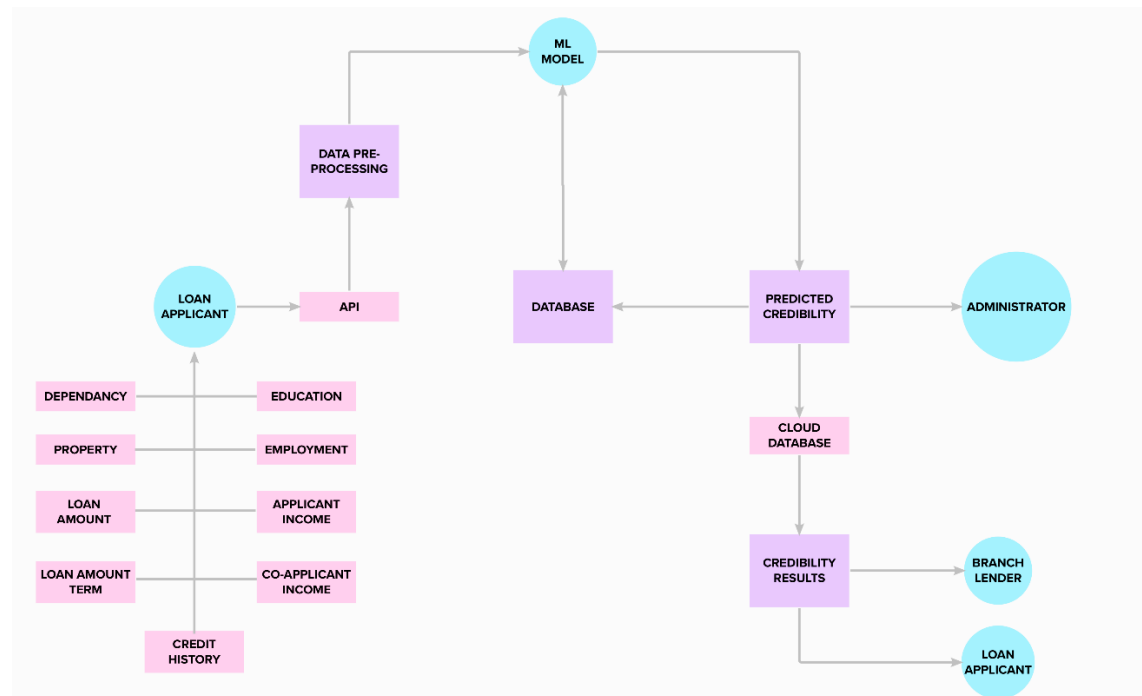 ML
MODEL
DATA PRE-
PROCESSING
LOAN
APPLICANT
API
DATABASE
PREDICTED
CREDIBILITY
ADMINISTRATOR
DEPENDANCY
EDUCATION
PROPERTY
EMPLOYMENT
LOAN
AMOUNT
APPLICANT
INCOME
LOAN AMOUNT
TERM
CO-APPLICANT
INCOME
CREDIT
HISTORY
CLOUD
DATABASE
CREDIBILITY
RESULTS
BRANCH
LENDER
LOAN
APPLICANT